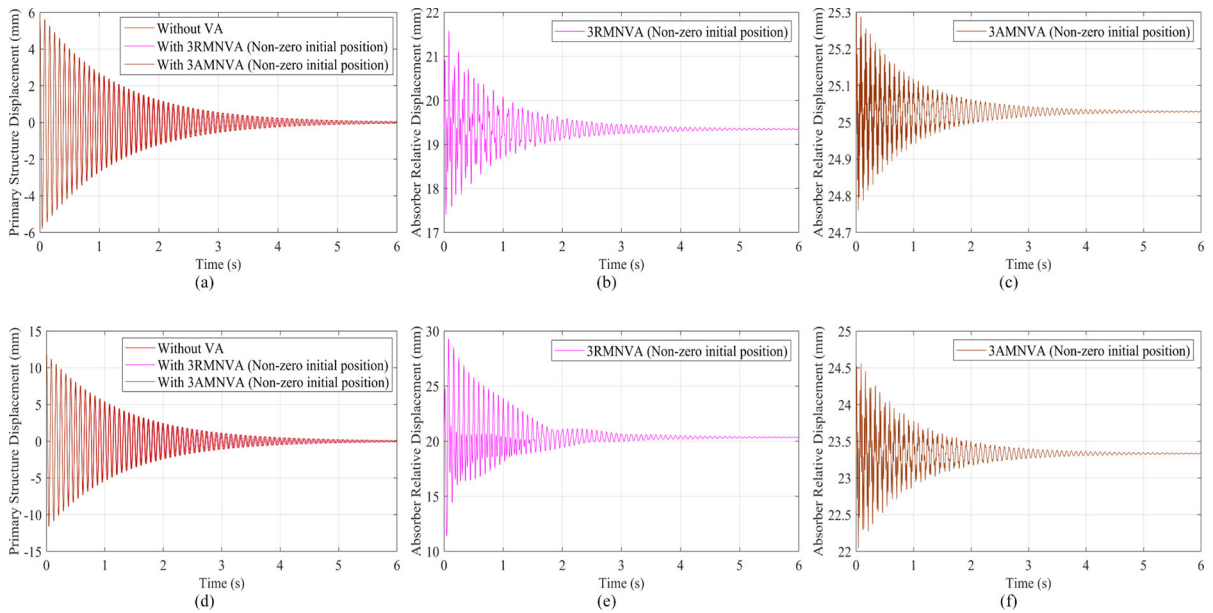 Primary Structure Displacement (mm)
6
4
2
0
-2
-4
-6
Without VA
With 3RMNVA (Non-zero initial position)
With 3AMNVA (Non-zero initial position)
0 1 2 3 4 5 6
Time (s)
(a)
Absorber Relative Displacement (mm)
22
21
20
19
18
17
3RMNVA (Non-zero initial position)
0 1 2 3 4 5 6
Time (s)
(b)
Absorber Relative Displacement (mm)
25.3
25.2
25.1
25
24.9
24.8
24.7
3AMNVA (Non-zero initial position)
0 1 2 3 4 5 6
Time (s)
(c)
Primary Structure Displacement (mm)
15
10
5
0
-5
-10
-15
Without VA
With 3RMNVA (Non-zero initial position)
With 3AMNVA (Non-zero initial position)
0 1 2 3 4 5 6
Time (s)
(d)
Absorber Relative Displacement (mm)
30
25
20
15
10
3RMNVA (Non-zero initial position)
0 1 2 3 4 5 6
Time (s)
(e)
Absorber Relative Displacement (mm)
25
24.5
24
23.5
23
22.5
22
3AMNVA (Non-zero initial position)
0 1 2 3 4 5 6
Time (s)
(f)